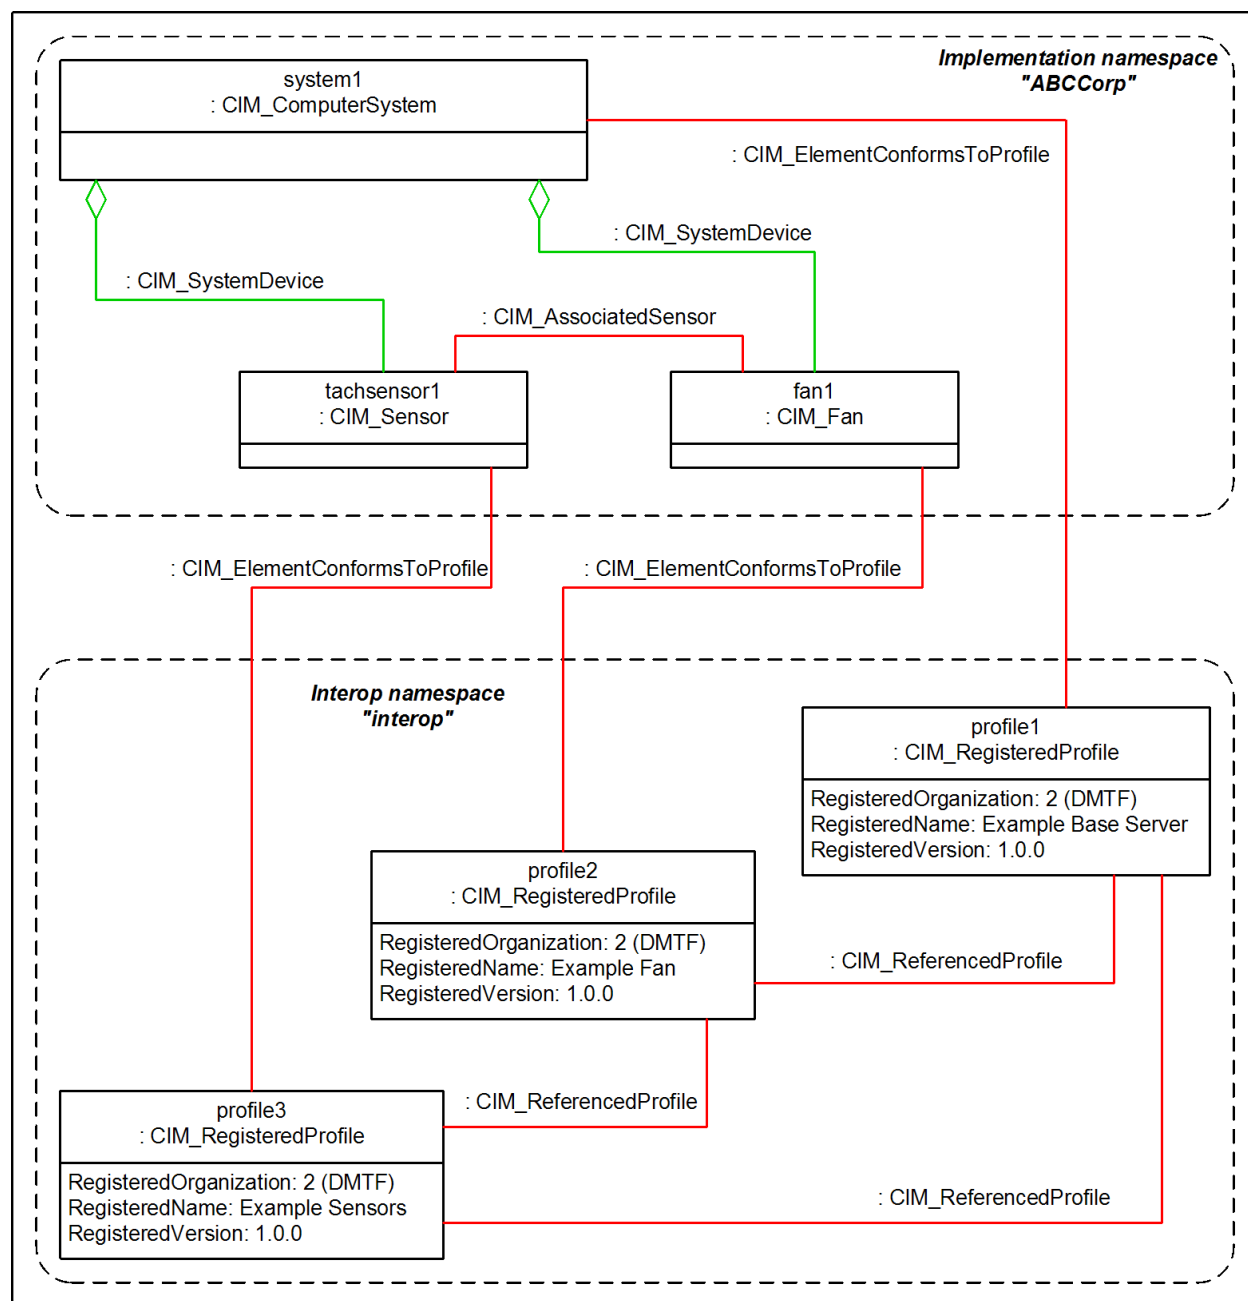 Implementation namespace
"ABCCorp"
system1
: CIM_ComputerSystem
: CIM_ElementConformsToProfile
: CIM_SystemDevice
: CIM_SystemDevice
: CIM_AssociatedSensor
tachsensor1
: CIM_Sensor
fan1
: CIM_Fan
: CIM_ElementConformsToProfile
: CIM_ElementConformsToProfile
Interop namespace
"interop"
profile1
: CIM_RegisteredProfile
RegisteredOrganization: 2 (DMTF)
RegisteredName: Example Base Server
RegisteredVersion: 1.0.0
profile2
: CIM_RegisteredProfile
RegisteredOrganization: 2 (DMTF)
RegisteredName: Example Fan
RegisteredVersion: 1.0.0
: CIM_ReferencedProfile
: CIM_ReferencedProfile
profile3
: CIM_RegisteredProfile
RegisteredOrganization: 2 (DMTF)
RegisteredName: Example Sensors
RegisteredVersion: 1.0.0
: CIM_ReferencedProfile